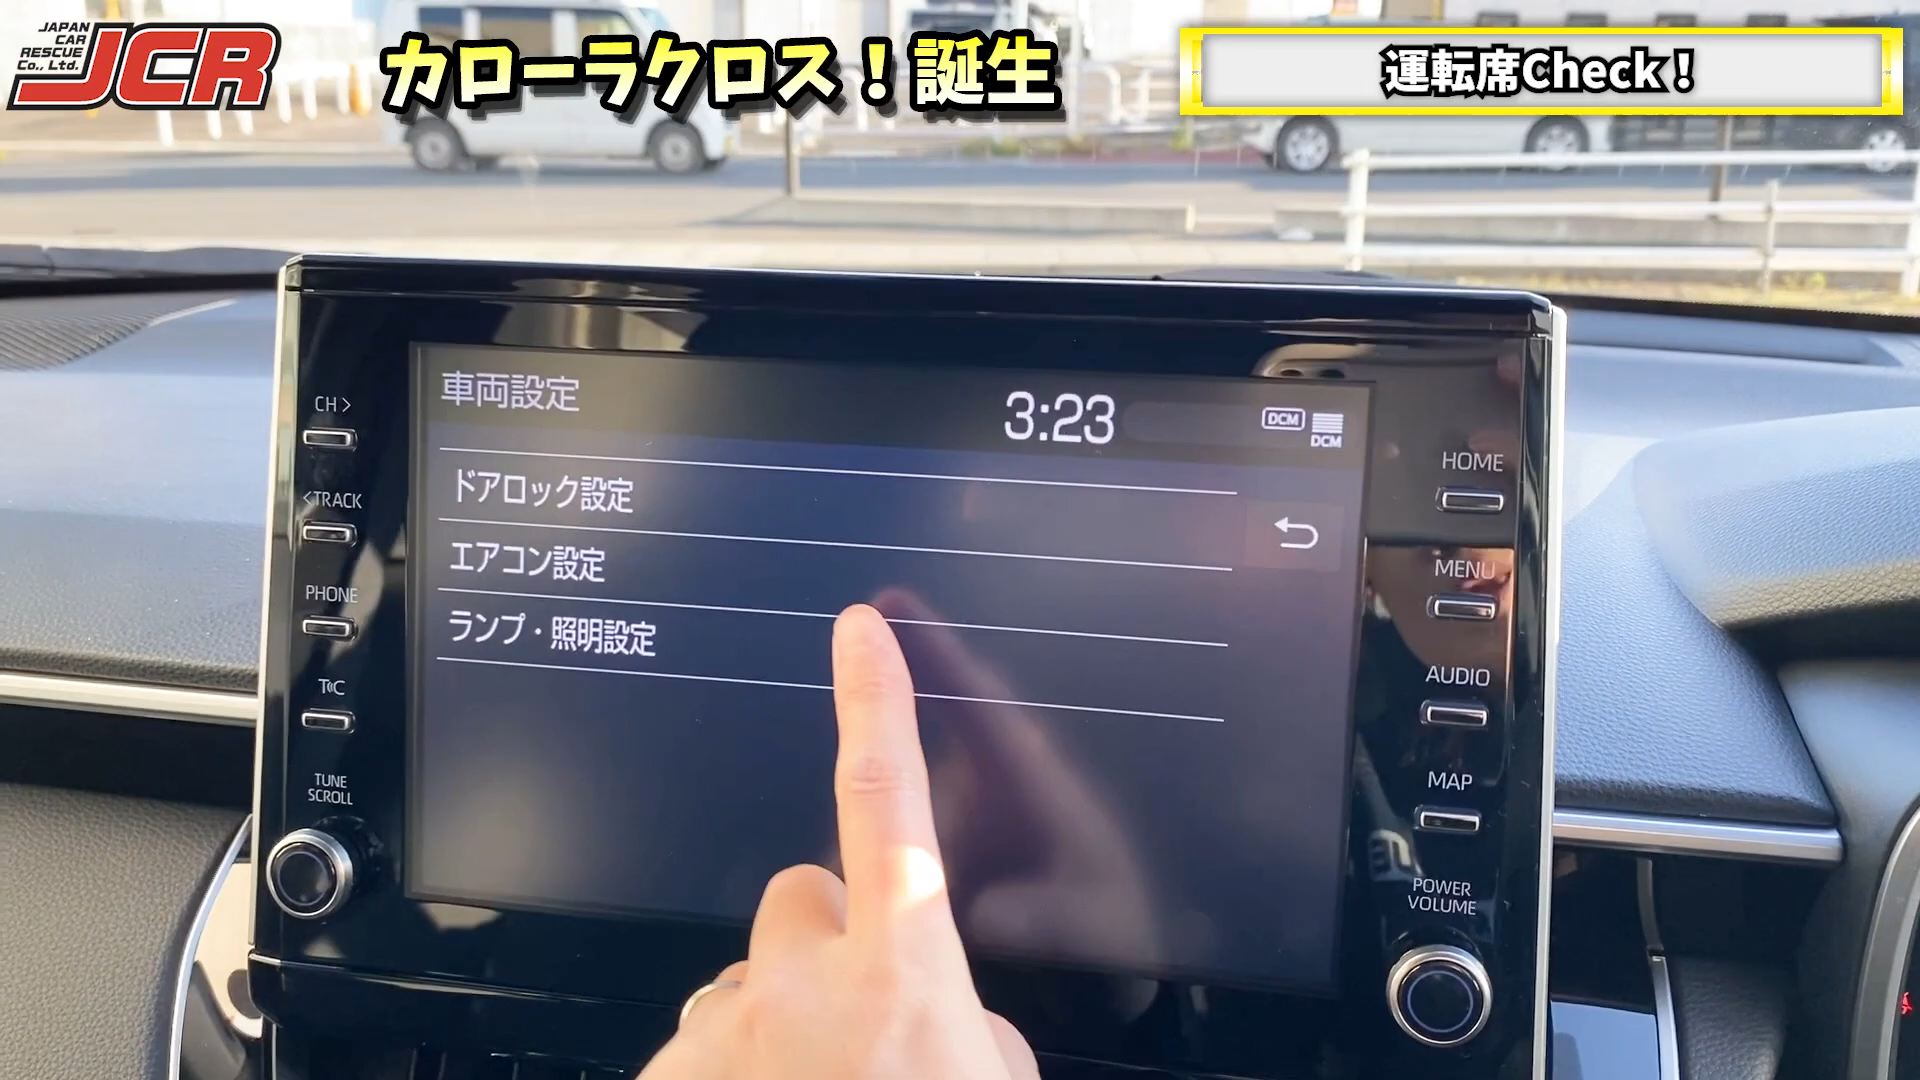 JAPAN
CAR
RESCUE
Co., Ltd.
JCR
カローラクロス！誕生
運転席Check！
車両設定
3:23
DCM
DCM
ドアロック設定
エアコン設定
ランプ・照明設定
CH >
< TRACK
PHONE
TUNE
SCROLL
HOME
MENU
AUDIO
MAP
POWER
VOLUME